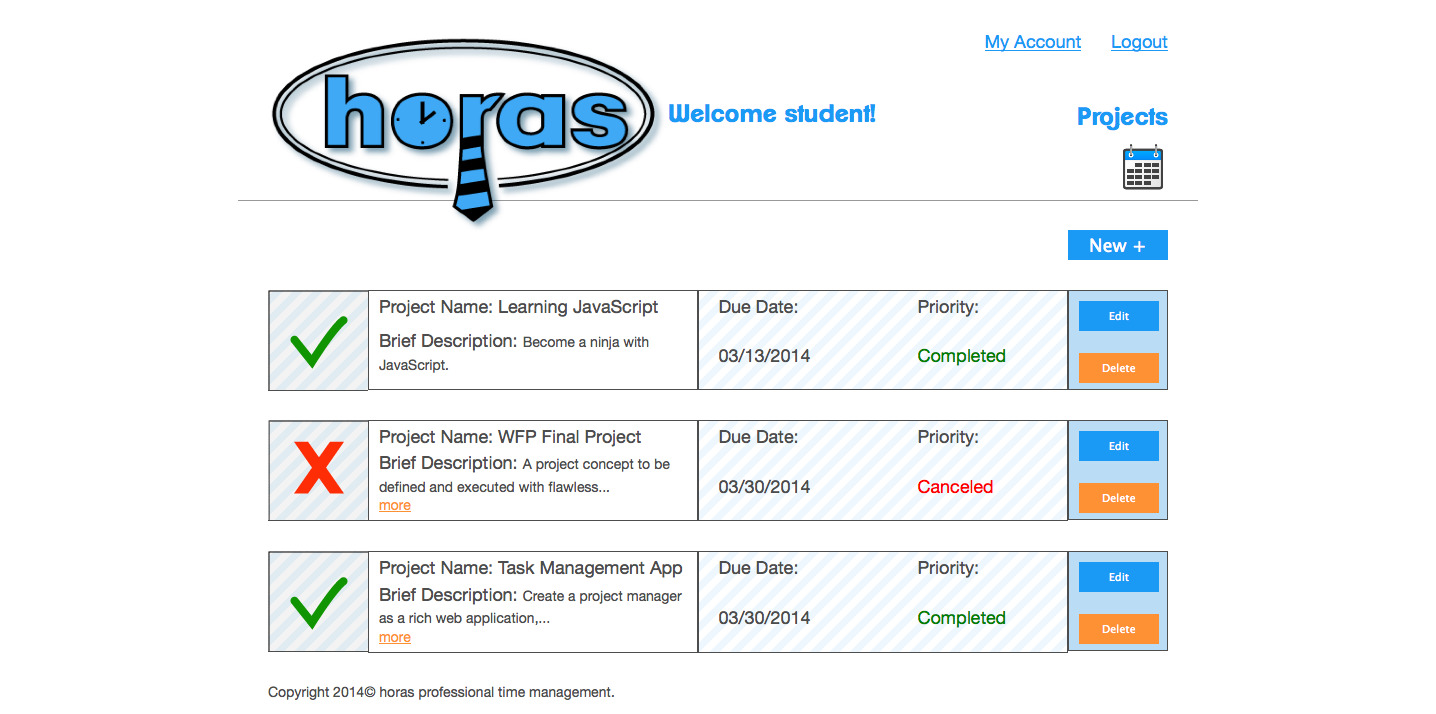 My Account Logout
horas
Welcome student!
Projects
New +
Project Name: Learning JavaScript
Brief Description: Become a ninja with
JavaScript.
Due Date:
03/13/2014
Priority:
Completed
Edit
Delete
Project Name: WFP Final Project
Brief Description: A project concept to be
defined and executed with flawless...
more
Due Date:
03/30/2014
Priority:
Canceled
Edit
Delete
Project Name: Task Management App
Brief Description: Create a project manager
as a rich web application,...
more
Due Date:
03/30/2014
Priority:
Completed
Edit
Delete
Copyright 2014© horas professional time management.